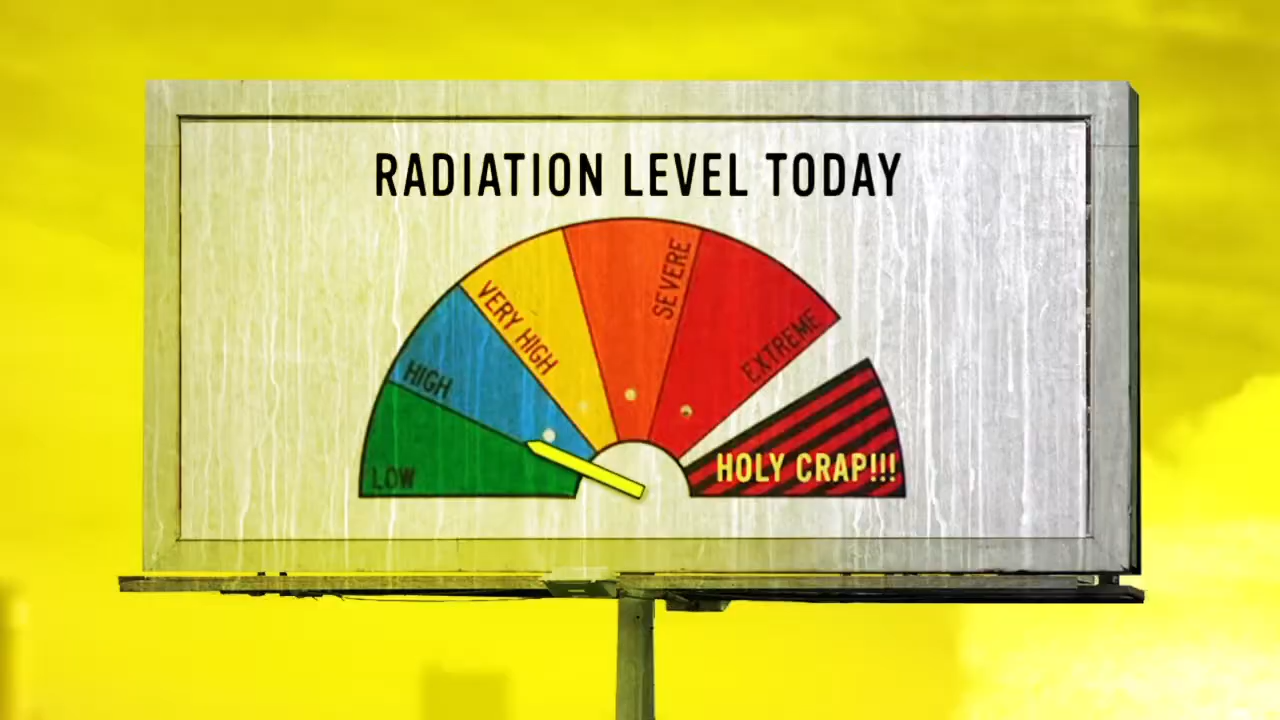 RADIATION LEVEL TODAY
LOW
HIGH
VERY HIGH
SEVERE
EXTREME
HOLY CRAP!!!